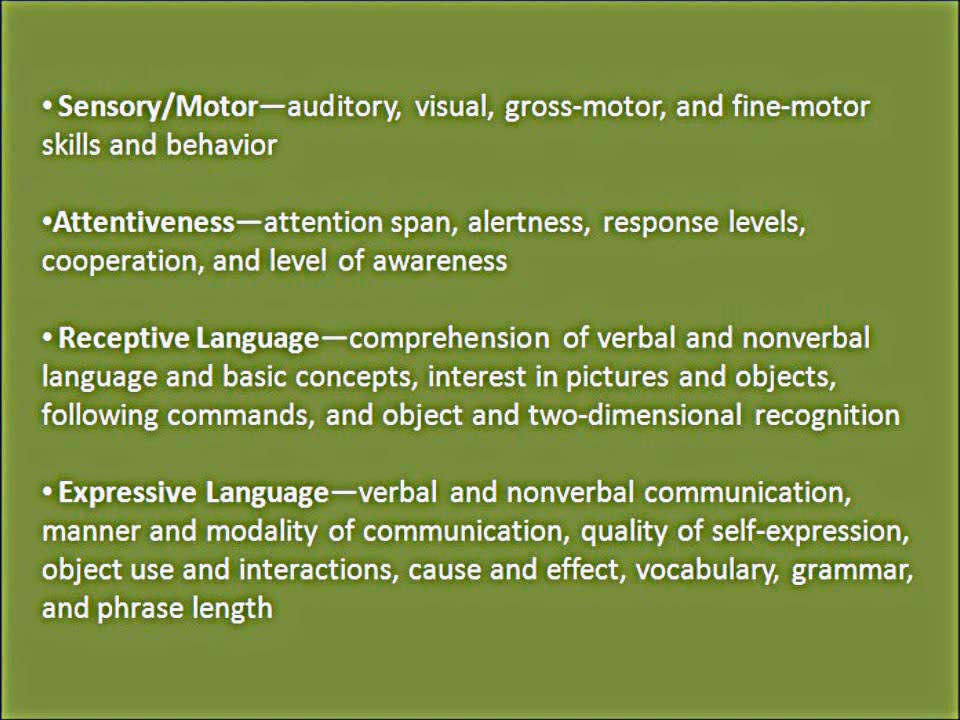 • Sensory/Motor—auditory, visual, gross-motor, and fine-motor
skills and behavior
•Attentiveness—attention span, alertness, response levels,
cooperation, and level of awareness
• Receptive Language—comprehension of verbal and nonverbal
language and basic concepts, interest in pictures and objects,
following commands, and object and two-dimensional recognition
• Expressive Language—verbal and nonverbal communication,
manner and modality of communication, quality of self-expression,
object use and interactions, cause and effect, vocabulary, grammar,
and phrase length